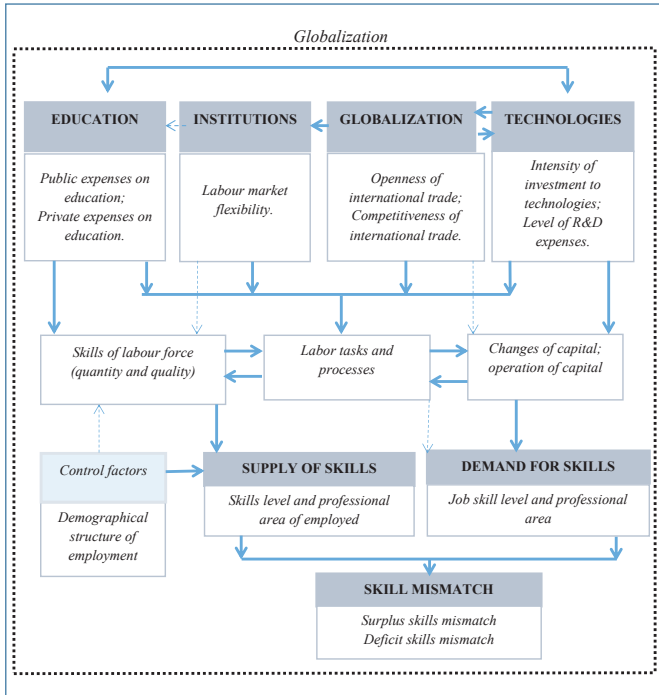 Globalization
EDUCATION
INSTITUTIONS
GLOBALIZATION
TECHNOLOGIES
Public expenses on
education;
Private expenses on
education.
Labour market
flexibility.
Openness of
international trade;
Competitiveness of
international trade.
Intensity of
investment to
technologies;
Level of R&D
expenses.
Skills of labour force
(quantity and quality)
Labor tasks and
processes
Changes of capital;
operation of capital
Control factors
Demographical
structure of
employment
SUPPLY OF SKILLS
Skills level and professional
area of employed
DEMAND FOR SKILLS
Job skill level and professional
area
SKILL MISMATCH
Surplus skills mismatch
Deficit skills mismatch